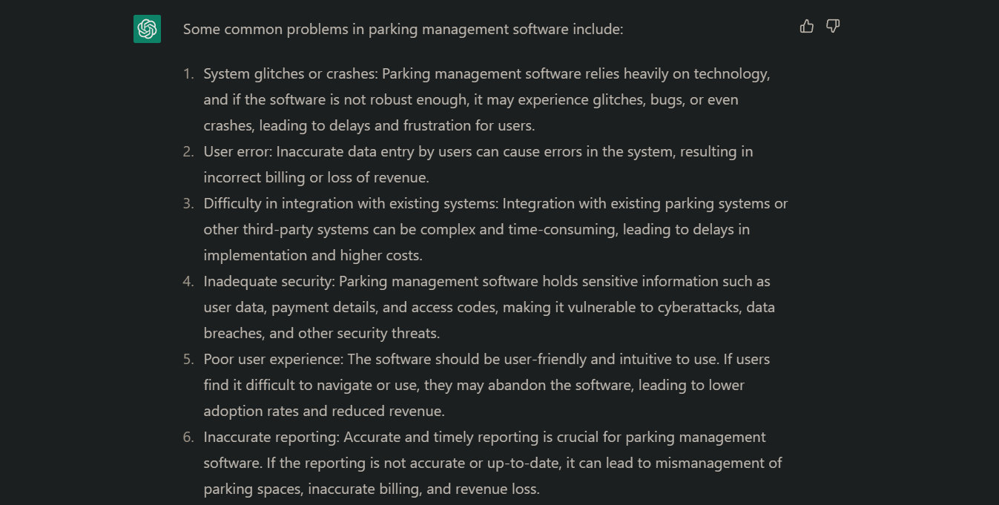 Some common problems in parking management software include:
1. System glitches or crashes: Parking management software relies heavily on technology,
and if the software is not robust enough, it may experience glitches, bugs, or even
crashes, leading to delays and frustration for users.
2. User error: Inaccurate data entry by users can cause errors in the system, resulting in
incorrect billing or loss of revenue.
3. Difficulty in integration with existing systems: Integration with existing parking systems or
other third-party systems can be complex and time-consuming, leading to delays in
implementation and higher costs.
4. Inadequate security: Parking management software holds sensitive information such as
user data, payment details, and access codes, making it vulnerable to cyberattacks, data
breaches, and other security threats.
5. Poor user experience: The software should be user-friendly and intuitive to use. If users
find it difficult to navigate or use, they may abandon the software, leading to lower
adoption rates and reduced revenue.
6. Inaccurate reporting: Accurate and timely reporting is crucial for parking management
software. If the reporting is not accurate or up-to-date, it can lead to mismanagement of
parking spaces, inaccurate billing, and revenue loss.